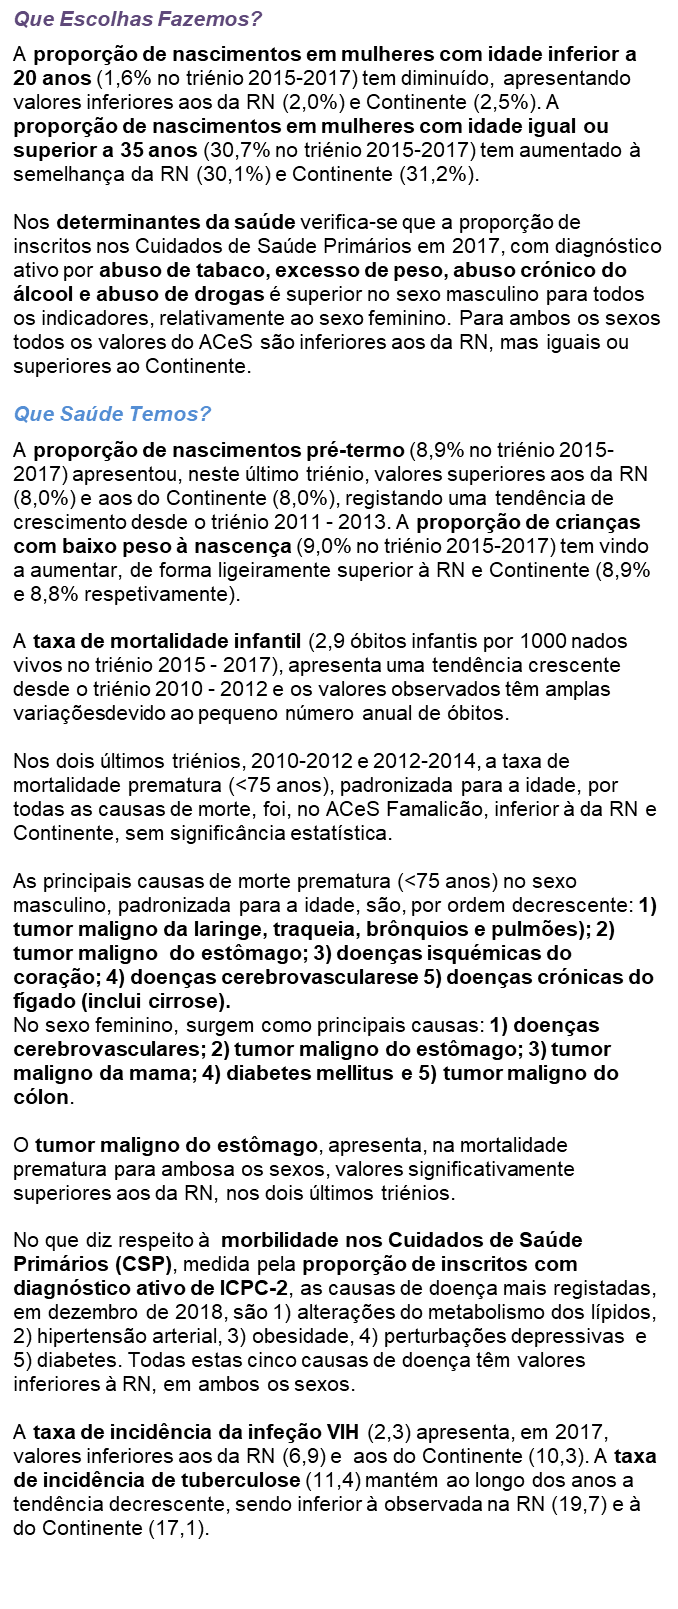 Que Escolhas Fazemos?
A proporção de nascimentos em mulheres com idade inferior a
20 anos (1,6% no triénio 2015-2017) tem diminuído, apresentando
valores inferiores aos da RN (2,0%) e Continente (2,5%). A
proporção de nascimentos em mulheres com idade igual ou
superior a 35 anos (30,7% no triénio 2015-2017) tem aumentado à
semelhança da RN (30,1%) e Continente (31,2%).
Nos determinantes da saúde verifica-se que a proporção de
inscritos nos Cuidados de Saúde Primários em 2017, com diagnóstico
ativo por abuso de tabaco, excesso de peso, abuso crónico do
álcool e abuso de drogas é superior no sexo masculino para todos
os indicadores, relativamente ao sexo feminino. Para ambos os sexos
todos os valores do ACeS são inferiores aos da RN, mas iguais ou
superiores ao Continente.
Que Saúde Temos?
A proporção de nascimentos pré-termo (8,9% no triénio 2015-
2017) apresentou, neste último triénio, valores superiores aos da RN
(8,0%) e aos do Continente (8,0%), registando uma tendência de
crescimento desde o triénio 2011 - 2013. A proporção de crianças
com baixo peso à nascença (9,0% no triénio 2015-2017) tem vindo
a aumentar, de forma ligeiramente superior à RN e Continente (8,9%
e 8,8% respetivamente).
A taxa de mortalidade infantil (2,9 óbitos infantis por 1000 nados
vivos no triénio 2015 - 2017), apresenta uma tendência crescente
desde o triénio 2010 - 2012 e os valores observados têm amplas
variaçõesdevido ao pequeno número anual de óbitos.
Nos dois últimos triénios, 2010-2012 e 2012-2014, a taxa de
mortalidade prematura (<75 anos), padronizada para a idade, por
todas as causas de morte, foi, no ACeS Famalicão, inferior à da RN e
Continente, sem significância estatística.
As principais causas de morte prematura (<75 anos) no sexo
masculino, padronizada para a idade, são, por ordem decrescente: 1)
tumor maligno da laringe, traqueia, brônquios e pulmões); 2)
tumor maligno do estômago; 3) doenças isquémicas do
coração; 4) doenças cerebrovascularese 5) doenças crónicas do
fígado (inclui cirrose).
No sexo feminino, surgem como principais causas: 1) doenças
cerebrovasculares; 2) tumor maligno do estômago; 3) tumor
maligno da mama; 4) diabetes mellitus e 5) tumor maligno do
cólon.
O tumor maligno do estômago, apresenta, na mortalidade
prematura para ambosa os sexos, valores significativamente
superiores aos da RN, nos dois últimos triénios.
No que diz respeito à morbilidade nos Cuidados de Saúde
Primários (CSP), medida pela proporção de inscritos com
diagnóstico ativo de ICPC-2, as causas de doença mais registadas,
em dezembro de 2018, são 1) alterações do metabolismo dos lípidos,
2) hipertensão arterial, 3) obesidade, 4) perturbações depressivas e
5) diabetes. Todas estas cinco causas de doença têm valores
inferiores à RN, em ambos os sexos.
A taxa de incidência da infeção VIH (2,3) apresenta, em 2017,
valores inferiores aos da RN (6,9) e aos do Continente (10,3). A taxa
de incidência de tuberculose (11,4) mantém ao longo dos anos a
tendência decrescente, sendo inferior à observada na RN (19,7) e à
do Continente (17,1).